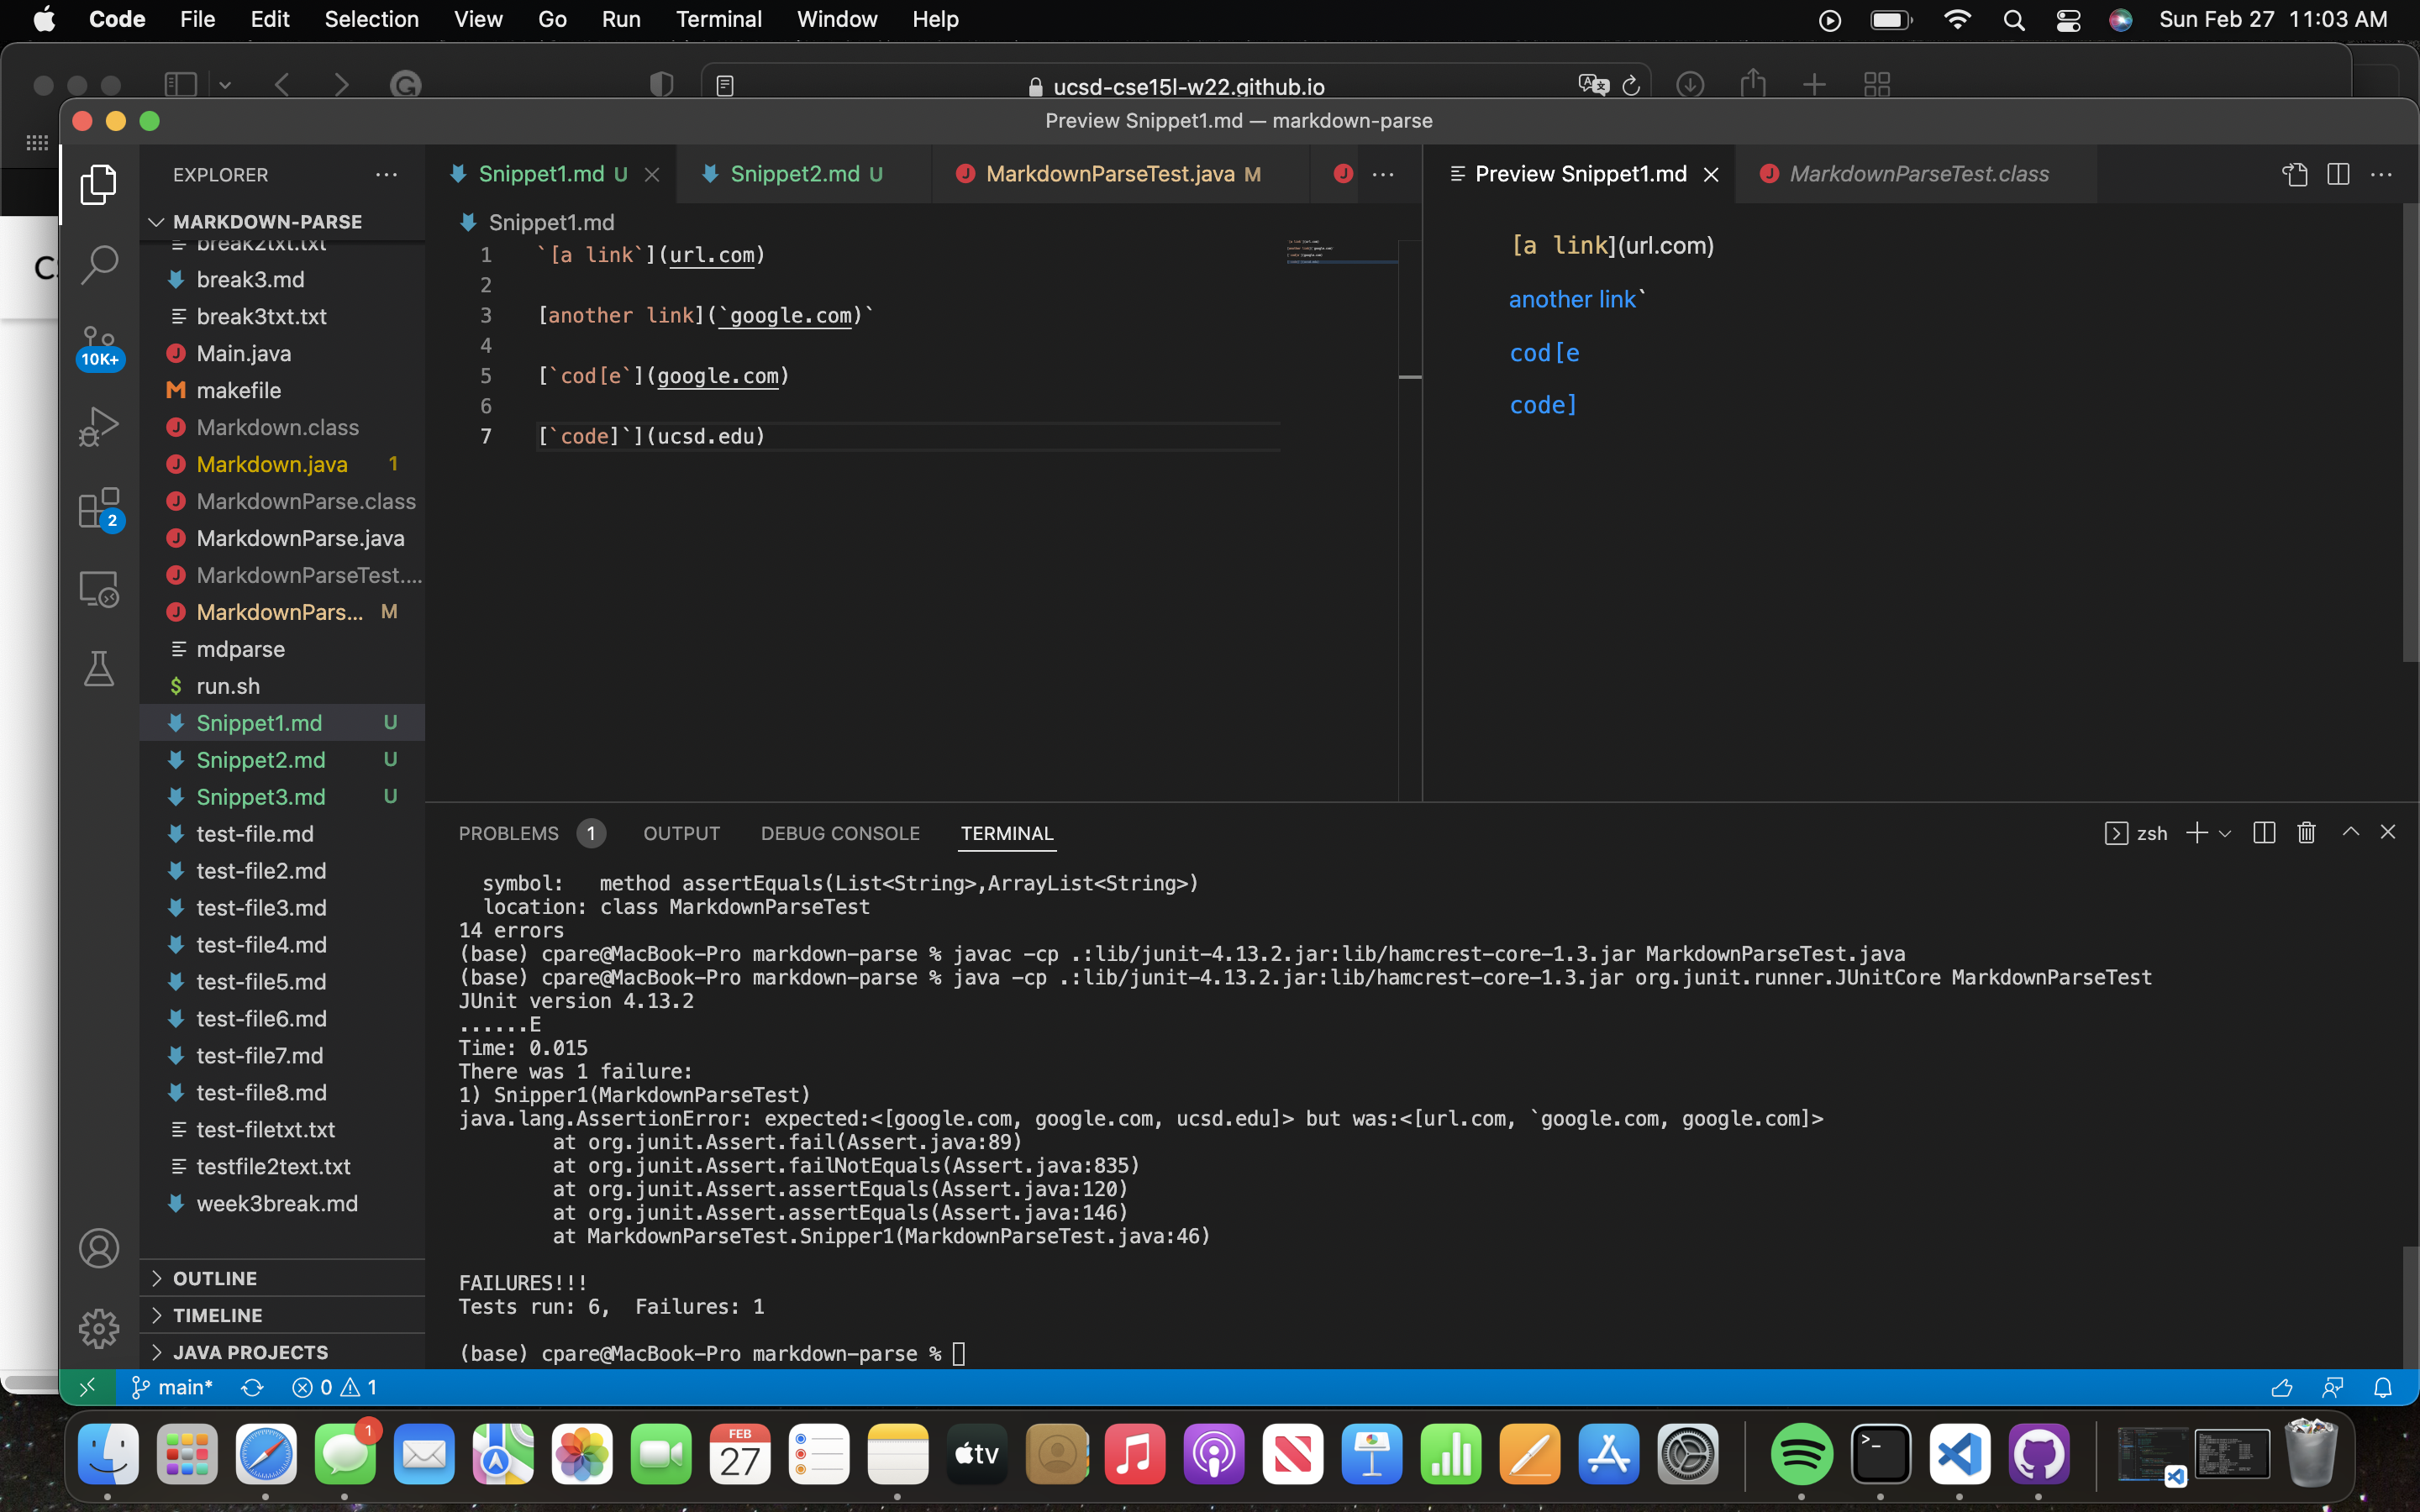 Code File Edit Selection View Go Run Terminal Window Help Sun Feb 27 11:03 AM
ucsd-cse15l-w22.github.io
Preview Snippet1.md — markdown-parse
EXPLORER
MARKDOWN-PARSE
break2txt.txt
break3.md
break3txt.txt
Main.java
makefile
Markdown.class
Markdown.java 1
MarkdownParse.class
MarkdownParse.java
MarkdownParseTest....
MarkdownPars... M
mdparse
run.sh
Snippet1.md U
Snippet2.md U
Snippet3.md U
test-file.md
test-file2.md
test-file3.md
test-file4.md
test-file5.md
test-file6.md
test-file7.md
test-file8.md
test-filetxt.txt
testfile2text.txt
week3break.md
OUTLINE
TIMELINE
JAVA PROJECTS
10K+
2
Snippet1.md U Snippet2.md U MarkdownParseTest.java M
Snippet1.md
1 `[a link`](url.com)
2
3 [another link](`google.com)`
4
5 [`cod[e`](google.com)
6
7 [`code]`](ucsd.edu)
Preview Snippet1.md MarkdownParseTest.class
[a link](url.com)
another link`
cod[e
code]
PROBLEMS 1 OUTPUT DEBUG CONSOLE TERMINAL zsh
symbol: method assertEquals(List<String>,ArrayList<String>)
location: class MarkdownParseTest
14 errors
(base) cpare@MacBook-Pro markdown-parse % javac -cp .:lib/junit-4.13.2.jar:lib/hamcrest-core-1.3.jar MarkdownParseTest.java
(base) cpare@MacBook-Pro markdown-parse % java -cp .:lib/junit-4.13.2.jar:lib/hamcrest-core-1.3.jar org.junit.runner.JUnitCore MarkdownParseTest
JUnit version 4.13.2
......E
Time: 0.015
There was 1 failure:
1) Snipper1(MarkdownParseTest)
java.lang.AssertionError: expected:<[google.com, google.com, ucsd.edu]> but was:<[url.com, `google.com, google.com]>
at org.junit.Assert.fail(Assert.java:89)
at org.junit.Assert.failNotEquals(Assert.java:835)
at org.junit.Assert.assertEquals(Assert.java:120)
at org.junit.Assert.assertEquals(Assert.java:146)
at MarkdownParseTest.Snipper1(MarkdownParseTest.java:46)
FAILURES!!!
Tests run: 6, Failures: 1
(base) cpare@MacBook-Pro markdown-parse %
main* 0 1
1
FEB
27
tv